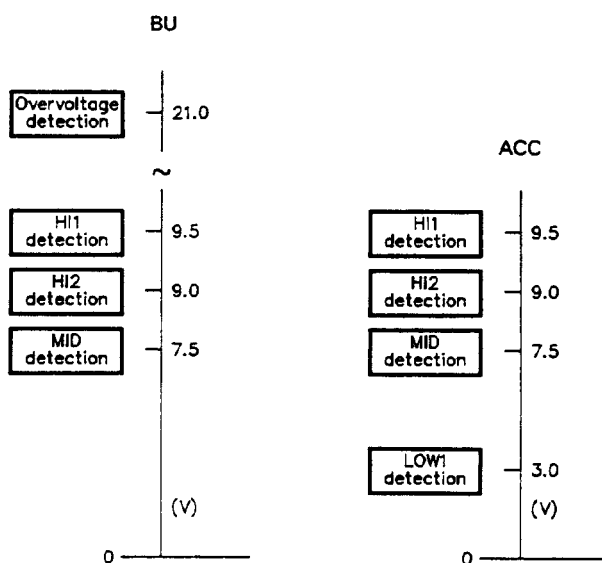 BU
Overvoltage
detection
21.0
~
HI1
detection
9.5
HI2
detection
9.0
MID
detection
7.5
(V)
0
ACC
HI1
detection
9.5
HI2
detection
9.0
MID
detection
7.5
LOW1
detection
3.0
(V)
0